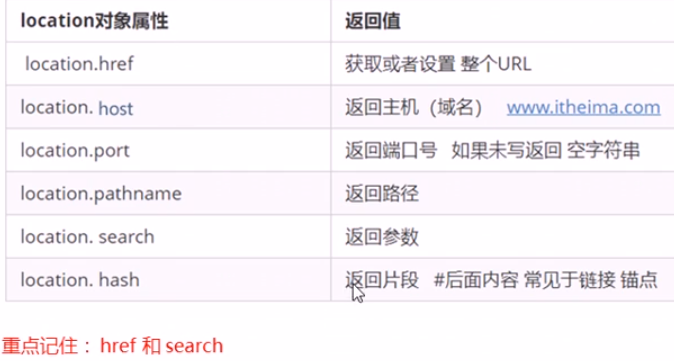 location对象属性 返回值
location.href 获取或者设置 整个URL
location. host 返回主机（域名） www.itheima.com
location.port 返回端口号 如果未写返回 空字符串
location.pathname 返回路径
location. search 返回参数
location. hash 返回片段 #后面内容 常见于链接 锚点
重点记住： href 和 search